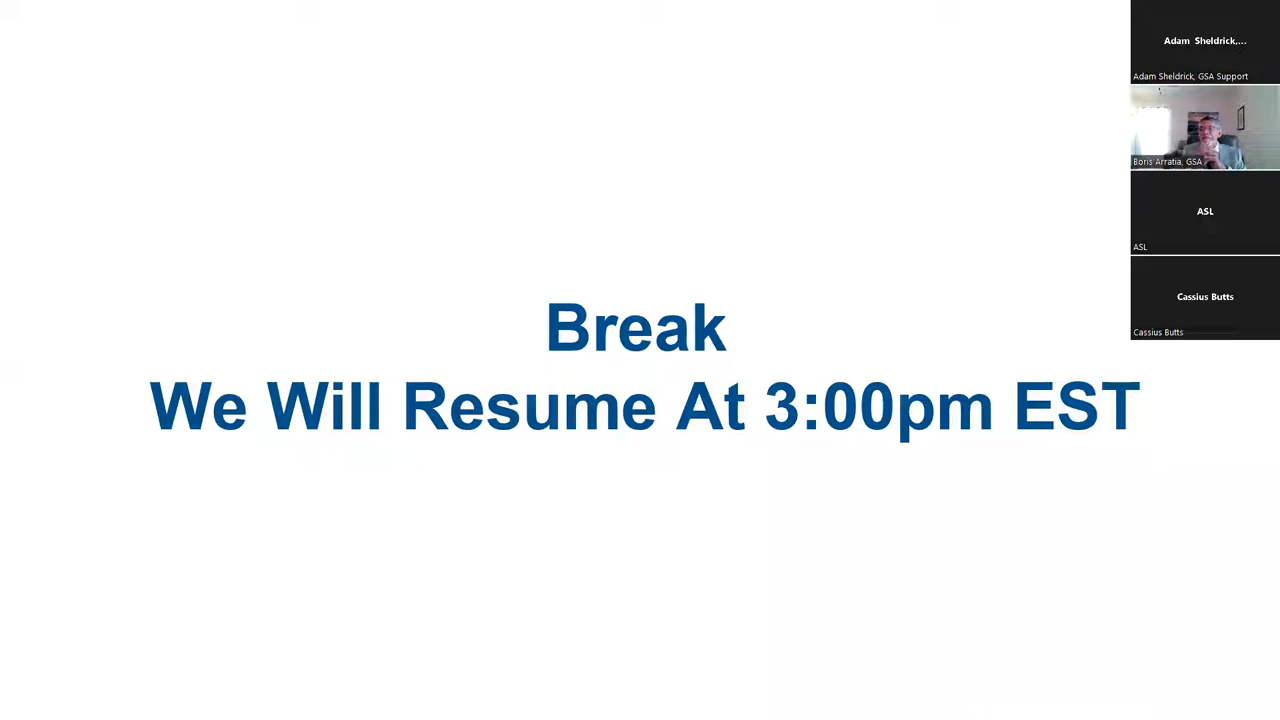 Adam Sheldrick,...
Adam Sheldrick, GSA Support
Boris Arratia, GSA
ASL
ASL
Cassius Butts
Cassius Butts
Break
We Will Resume At 3:00pm EST